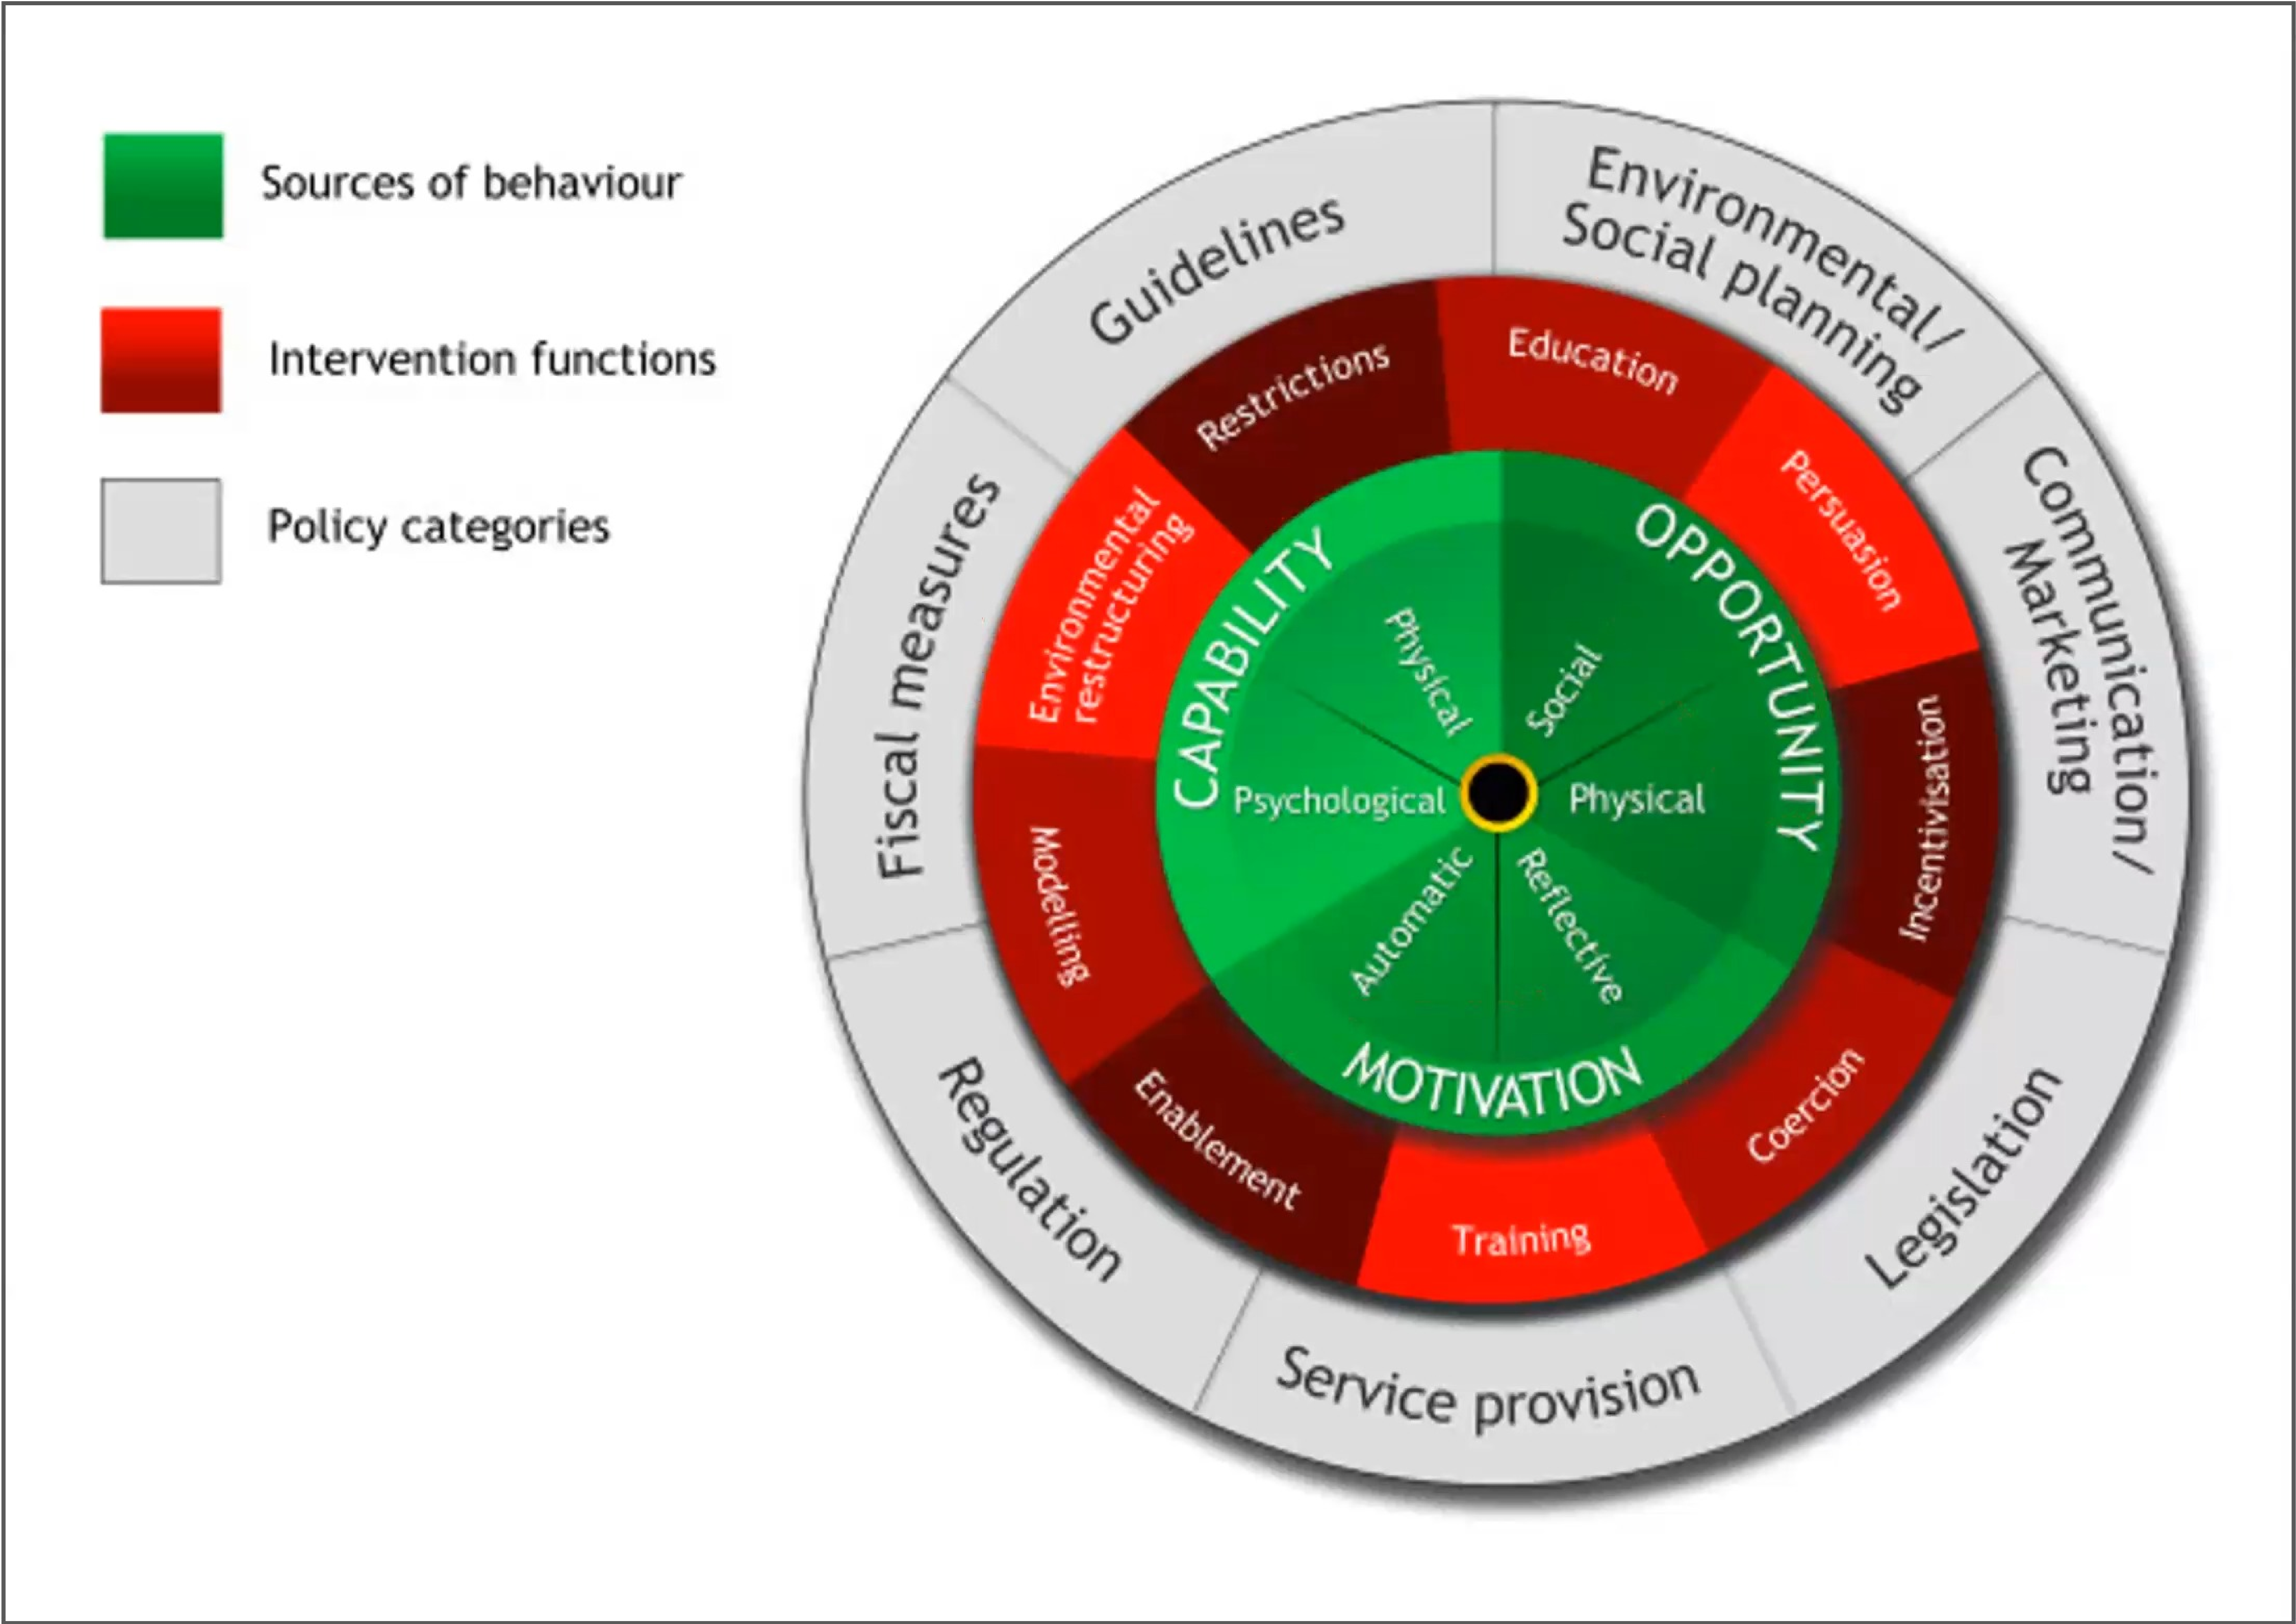 Sources of behaviour
Intervention functions
Policy categories
Guidelines
Environmental/
Social planning
Communication/
Marketing
Legislation
Service provision
Regulation
Fiscal measures
Restrictions
Education
Persuasion
Incentivisation
Coercion
Training
Enablement
Modelling
Environmental
restructuring
CAPABILITY
OPPORTUNITY
MOTIVATION
Physical
Social
Physical
Reflective
Automatic
Psychological